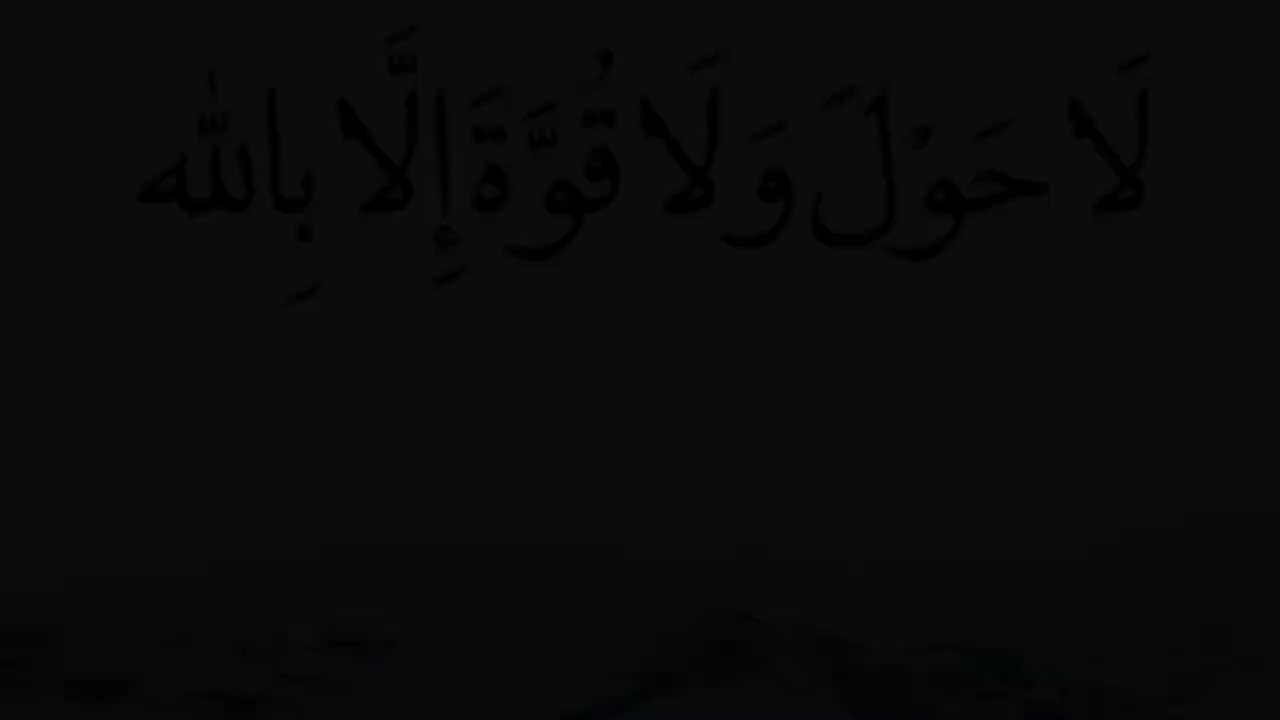 لَا حَوْلَ وَلَا قُوَّةَ إِلَّا بِاللّٰه